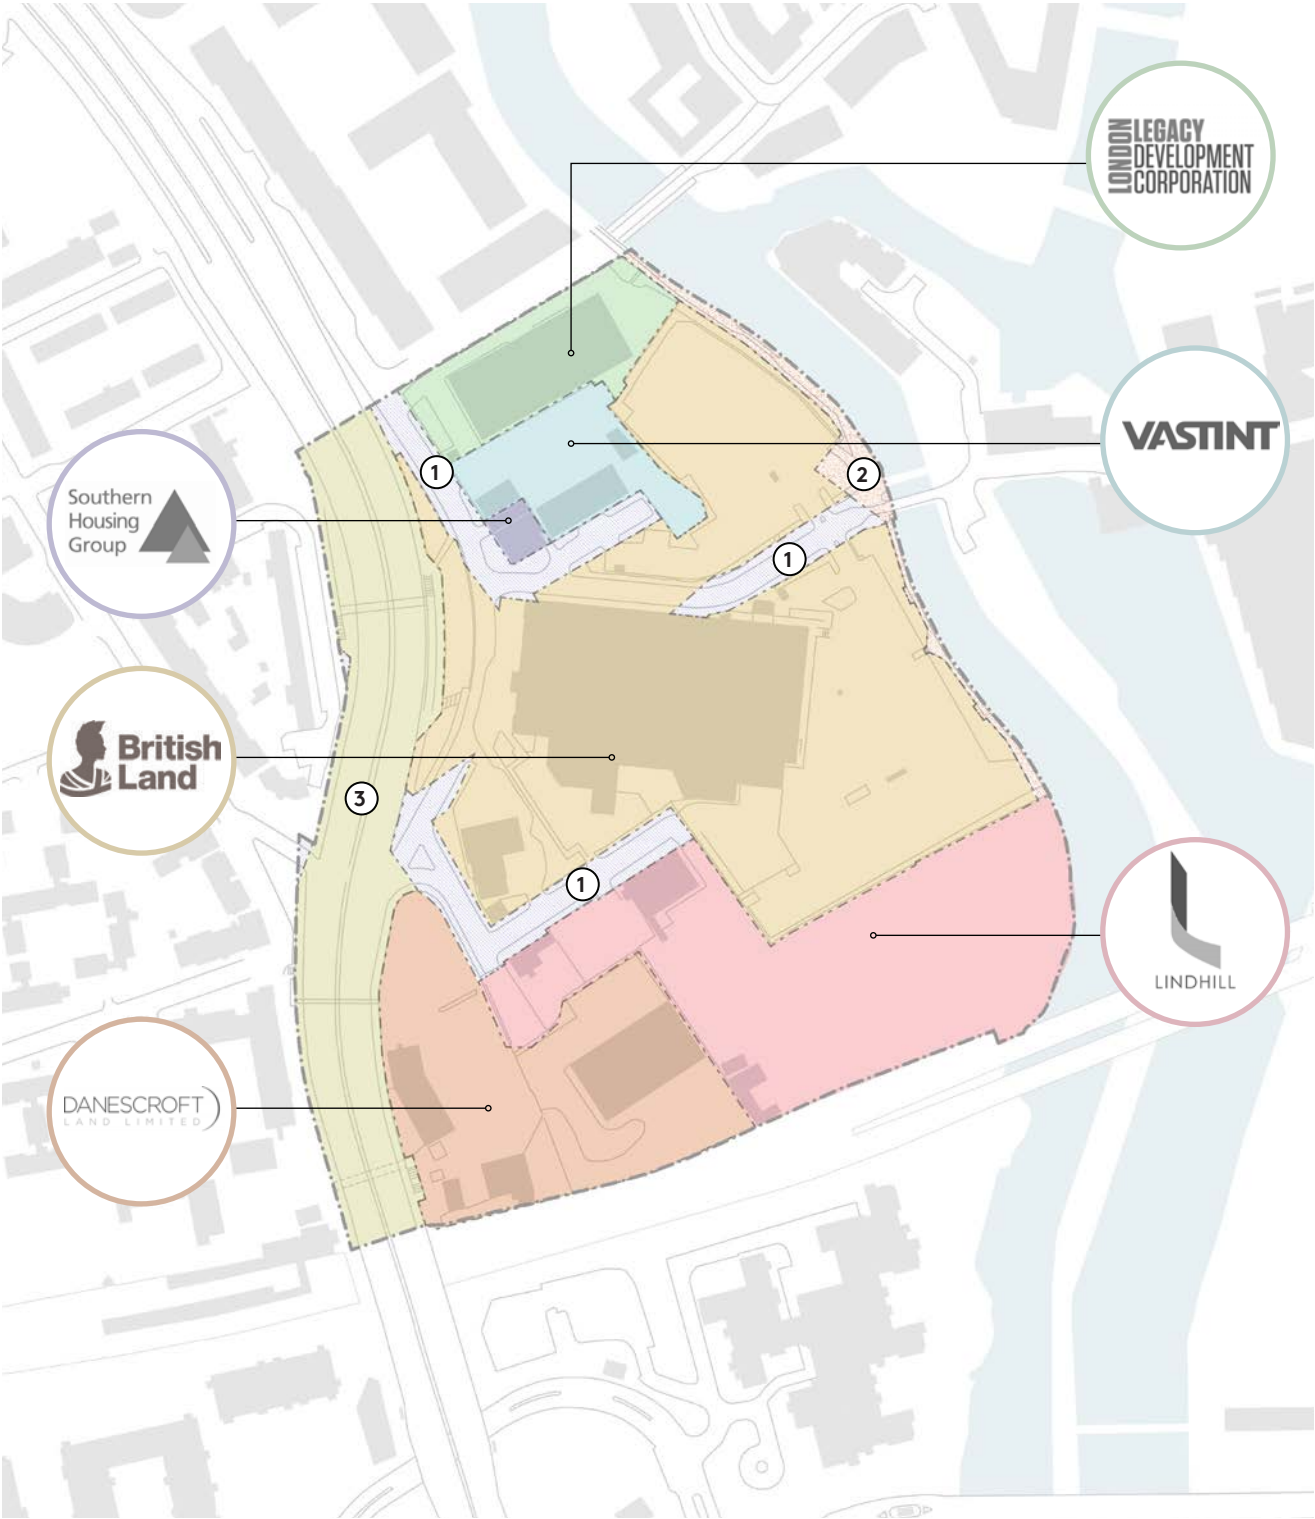 LONDON
LEGACY
DEVELOPMENT
CORPORATION
VASTINT
1
2
Southern
Housing
Group
1
British
Land
3
1
LINDHILL
DANESCROFT
LAND LIMITED